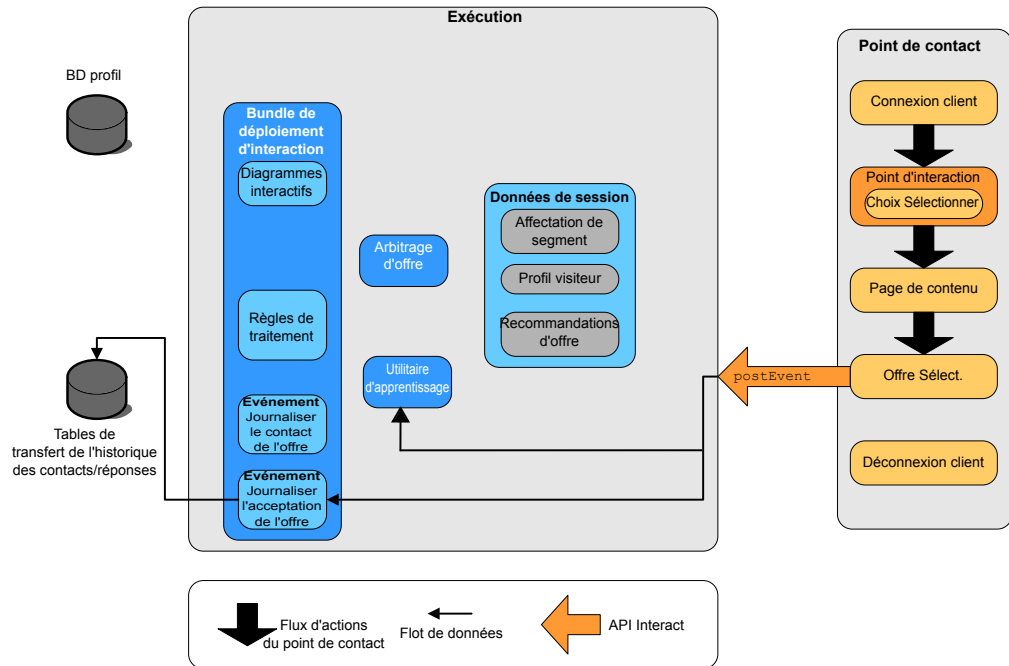 Exécution
BD profil
Bundle de
déploiement
d'interaction
Diagrammes
interactifs
Règles de
traitement
Evénement
Journaliser
le contact
de l'offre
Evénement
Journaliser
l'acceptation
de l'offre
Arbitrage
d'offre
Utilitaire
d'apprentissage
Données de session
Affectation de
segment
Profil visiteur
Recommandations
d'offre
Point de contact
Connexion client
Point d'interaction
Choix Sélectionner
Page de contenu
Offre Sélect.
Déconnexion client
postEvent
Tables de
transfert de l'historique
des contacts/réponses
Flux d'actions
du point de contact
Flot de données
API Interact